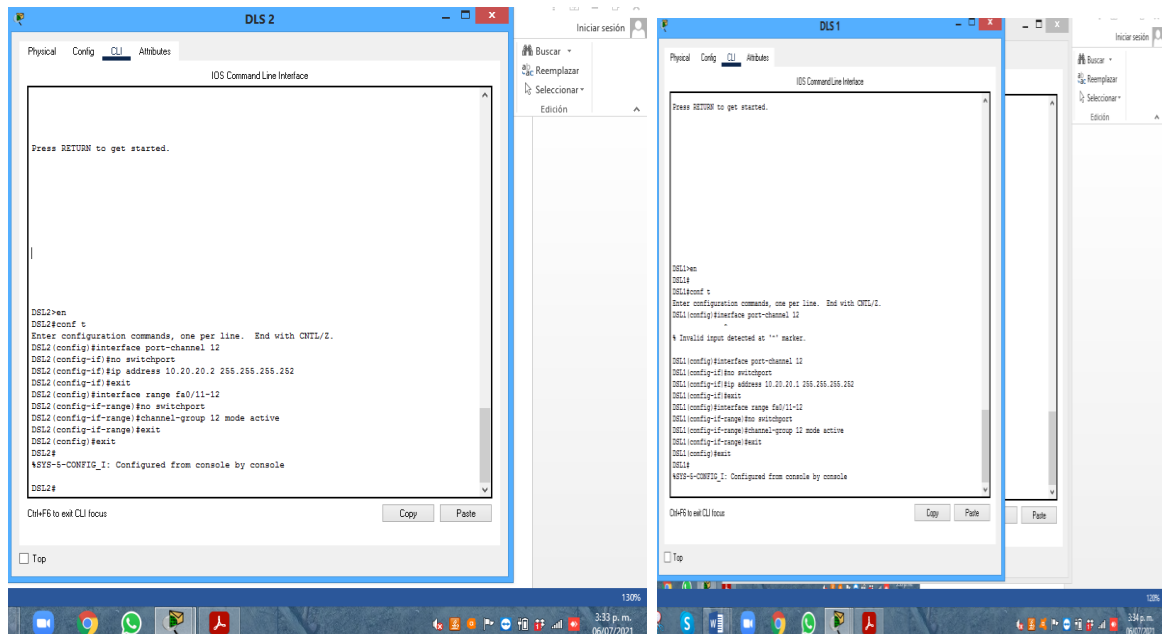 DLS 2
Physical Config CLI Attributes
IOS Command Line Interface
Press RETURN to get started.
DSL2>en
DSL2#conf t
Enter configuration commands, one per line. End with CNTL/Z.
DSL2(config)#interface port-channel 12
DSL2(config-if)#no switchport
DSL2(config-if)#ip address 10.20.20.2 255.255.255.252
DSL2(config-if)#exit
DSL2(config)#interface range fa0/11-12
DSL2(config-if-range)#no switchport
DSL2(config-if-range)#channel-group 12 mode active
DSL2(config-if-range)#exit
DSL2(config)#exit
DSL2#
%SYS-5-CONFIG_I: Configured from console by console
DSL2#
Ctrl+F6 to exit CLI focus
Copy Paste
Top
Iniciar sesión
Buscar
Reemplazar
Seleccionar
Edición
130%
3:33 p. m.
06/07/2021
DLS 1
Physical Config CLI Attributes
IOS Command Line Interface
Press RETURN to get started.
DSL1>en
DSL1#
DSL1#conf t
Enter configuration commands, one per line. End with CNTL/Z.
DSL1(config)#inerface port-channel 12
^
% Invalid input detected at '^' marker.
DSL1(config)#interface port-channel 12
DSL1(config-if)#no switchport
DSL1(config-if)#ip address 10.20.20.1 255.255.255.252
DSL1(config-if)#exit
DSL1(config)#interface range fa0/11-12
DSL1(config-if-range)#no switchport
DSL1(config-if-range)#channel-group 12 mode active
DSL1(config-if-range)#exit
DSL1(config)#exit
DSL1#
%SYS-5-CONFIG_I: Configured from console by console
Ctrl+F6 to exit CLI focus
Copy Paste
Paste
Top
Iniciar sesión
Buscar
Reemplazar
Seleccionar
Edición
120%
3:34 p. m.
06/07/2021